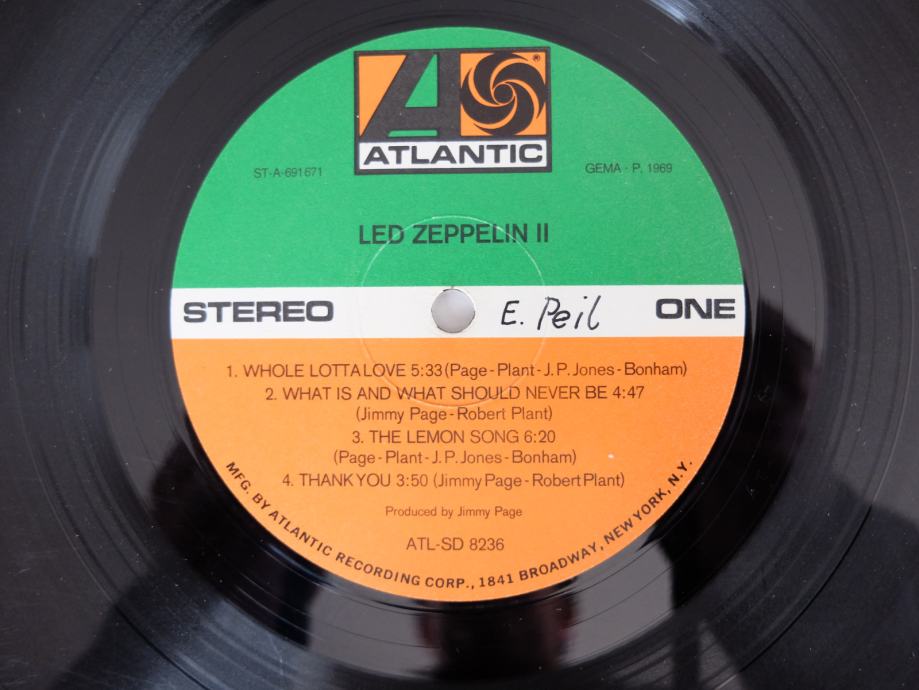 ®
ATLANTIC
ST-A-691671
GEMA · P. 1969
LED ZEPPELIN II
STEREO
E. Peil
ONE
1. WHOLE LOTTA LOVE 5:33 (Page - Plant - J. P. Jones - Bonham)
2. WHAT IS AND WHAT SHOULD NEVER BE 4:47
(Jimmy Page - Robert Plant)
3. THE LEMON SONG 6:20
(Page - Plant - J. P. Jones - Bonham)
4. THANK YOU 3:50 (Jimmy Page - Robert Plant)
Produced by Jimmy Page
ATL-SD 8236
MFG. BY ATLANTIC RECORDING CORP., 1841 BROADWAY, NEW YORK, N.Y.